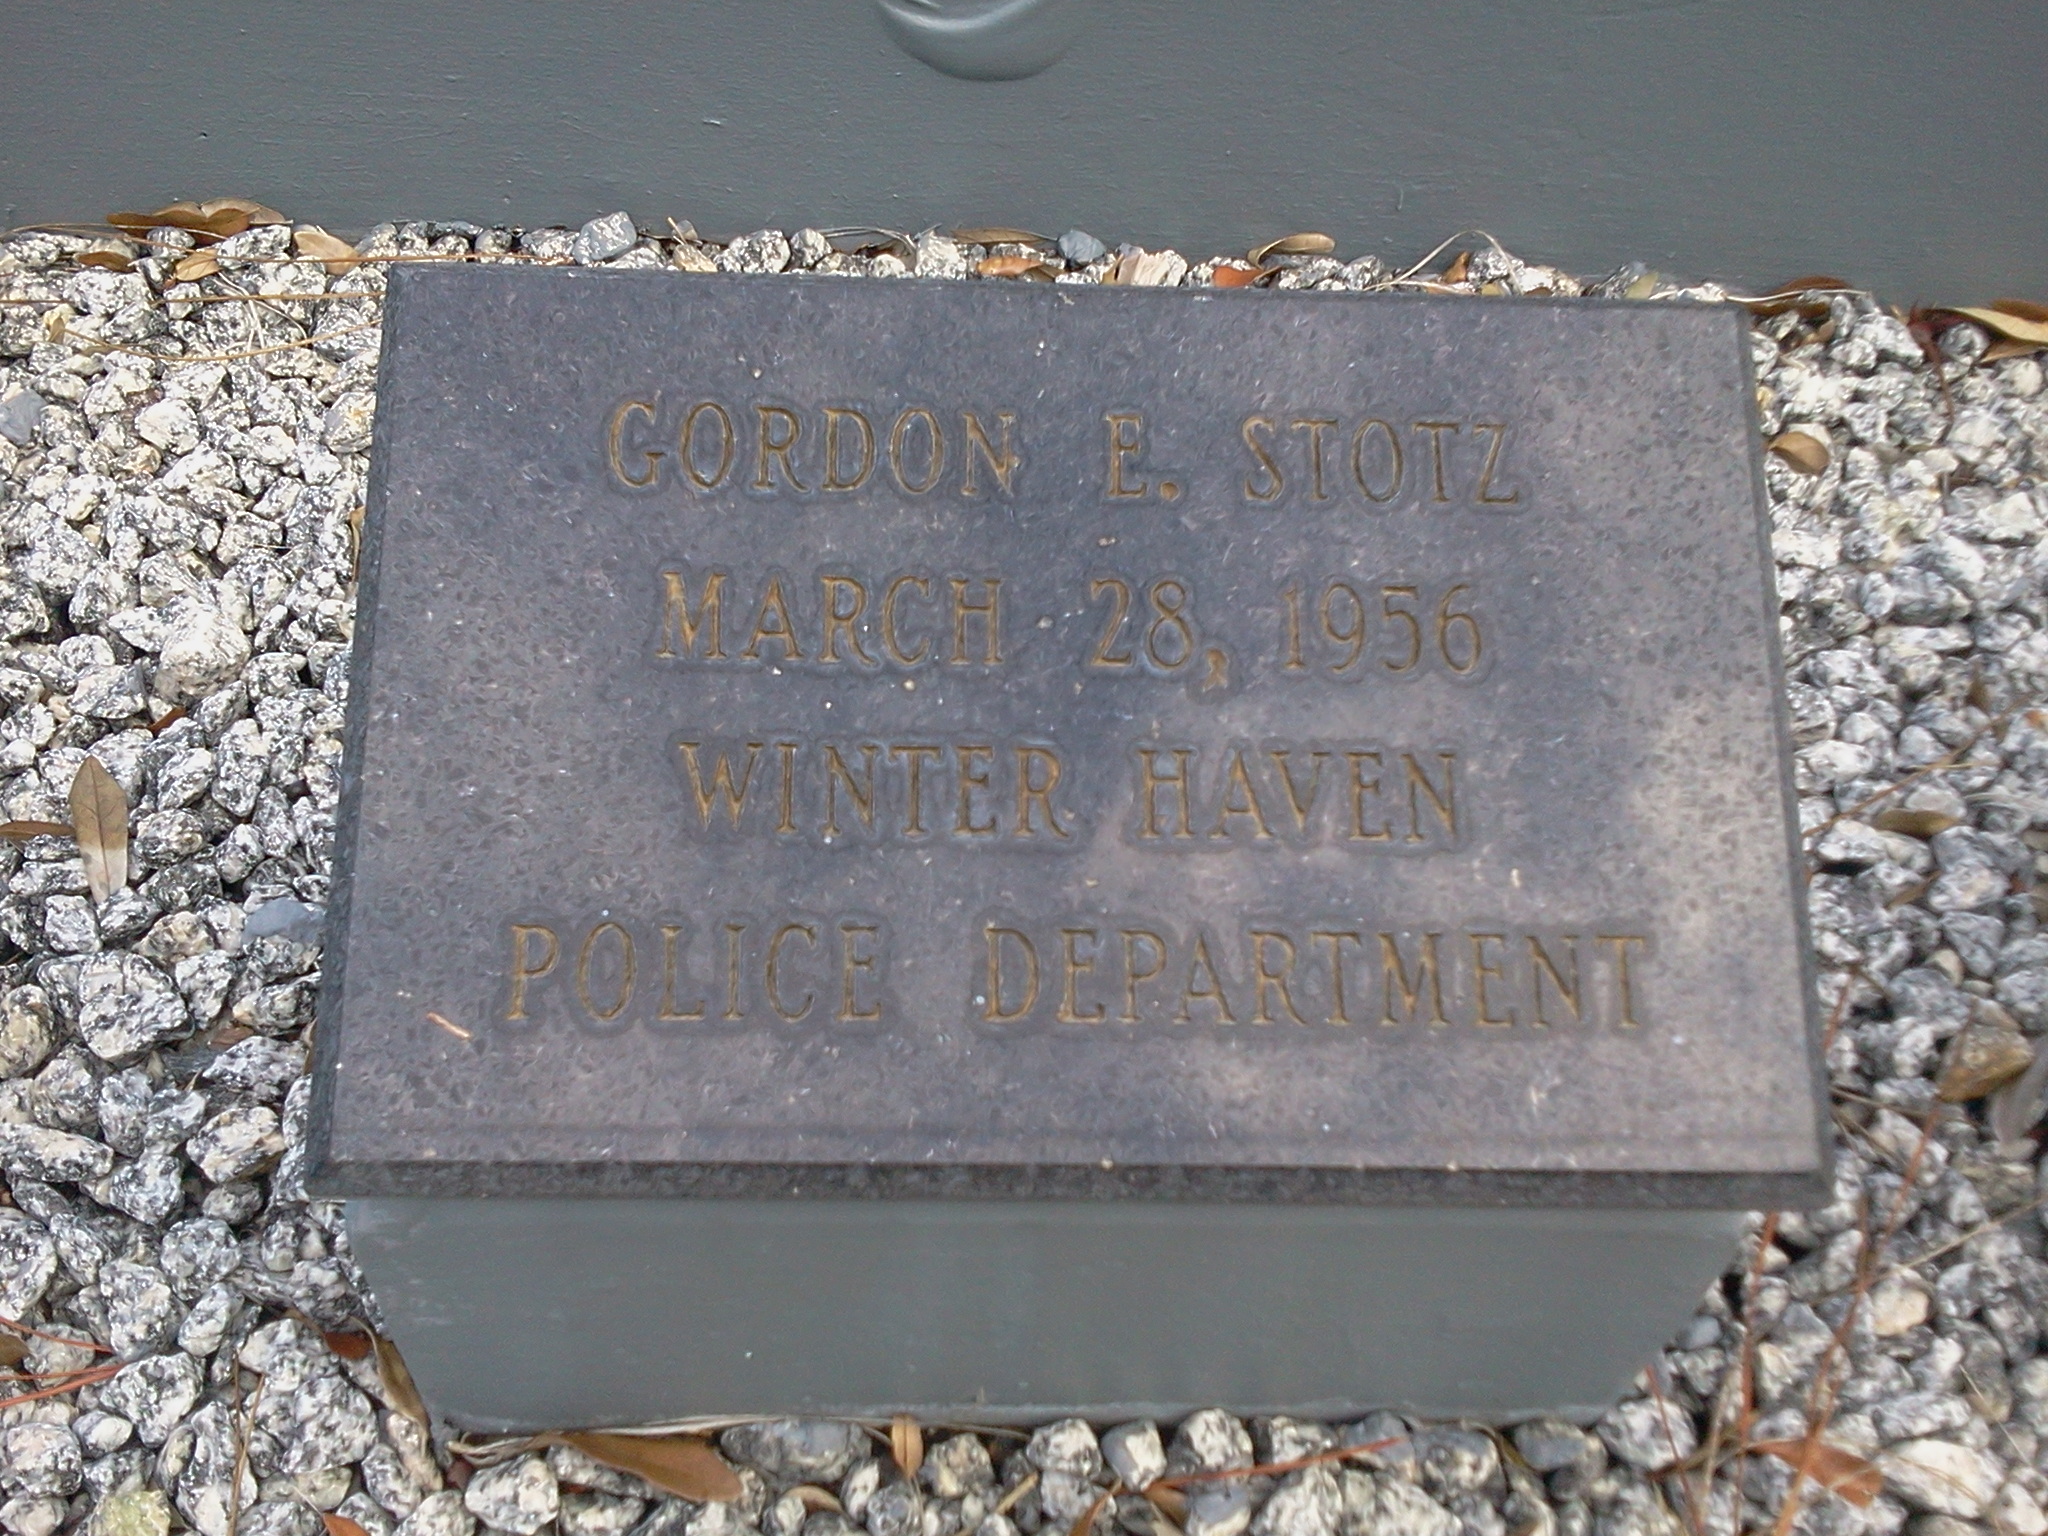 GORDON E. STOTZ
MARCH 28, 1956
WINTER HAVEN
POLICE DEPARTMENT